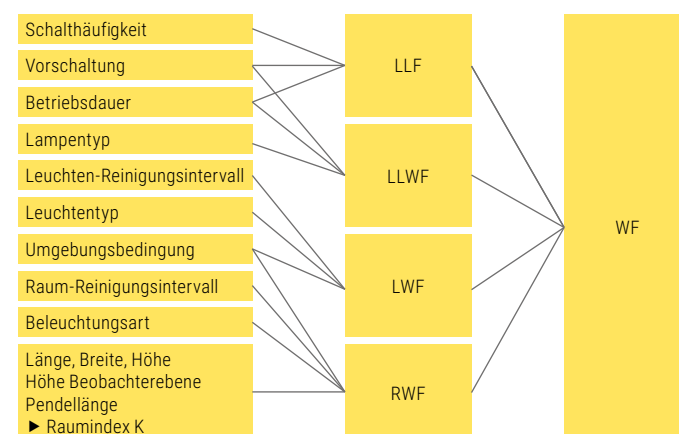 Schalthäufigkeit
Vorschaltung
Betriebsdauer
Lampentyp
Leuchten-Reinigungsintervall
Leuchtentyp
Umgebungsbedingung
Raum-Reinigungsintervall
Beleuchtungsart
Länge, Breite, Höhe
Höhe Beobachterebene
Pendellänge
▶ Raumindex K
LLF
LLWF
LWF
RWF
WF